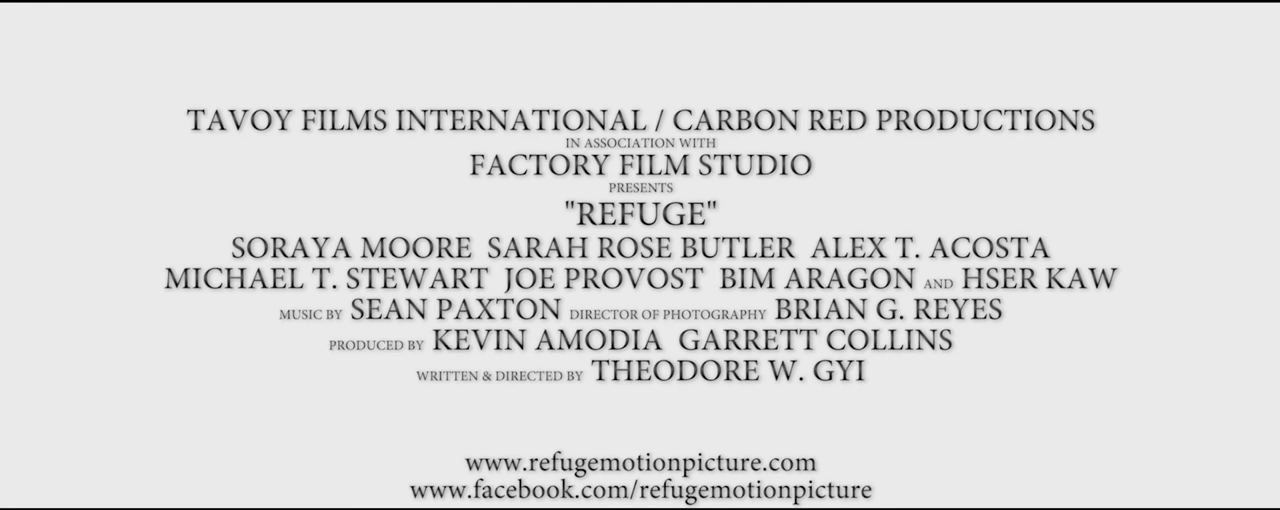 TAVOY FILMS INTERNATIONAL / CARBON RED PRODUCTIONS
IN ASSOCIATION WITH
FACTORY FILM STUDIO
PRESENTS
"REFUGE"
SORAYA MOORE SARAH ROSE BUTLER ALEX T. ACOSTA
MICHAEL T. STEWART JOE PROVOST BIM ARAGON AND HSER KAW
MUSIC BY SEAN PAXTON DIRECTOR OF PHOTOGRAPHY BRIAN G. REYES
PRODUCED BY KEVIN AMODIA GARRETT COLLINS
WRITTEN & DIRECTED BY THEODORE W. GYI
www.refugemotionpicture.com
www.facebook.com/refugemotionpicture